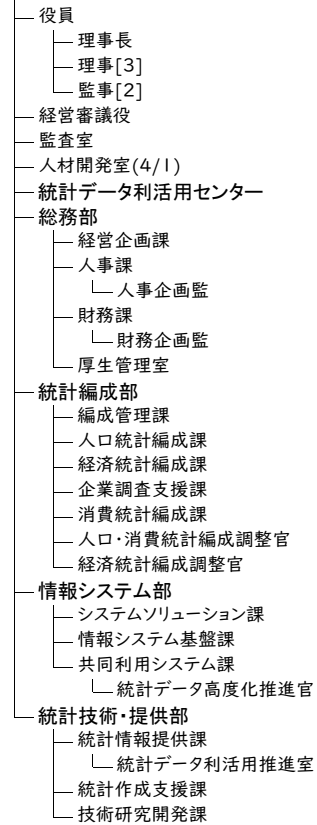 役員
理事長
理事[3]
監事[2]
経営審議役
監査室
人材開発室(4/1)
統計データ利活用センター
総務部
経営企画課
人事課
人事企画監
財務課
財務企画監
厚生管理室
統計編成部
編成管理課
人口統計編成課
経済統計編成課
企業調査支援課
消費統計編成課
人口・消費統計編成調整官
経済統計編成調整官
情報システム部
システムソリューション課
情報システム基盤課
共同利用システム課
統計データ高度化推進官
統計技術・提供部
統計情報提供課
統計データ利活用推進室
統計作成支援課
技術研究開発課